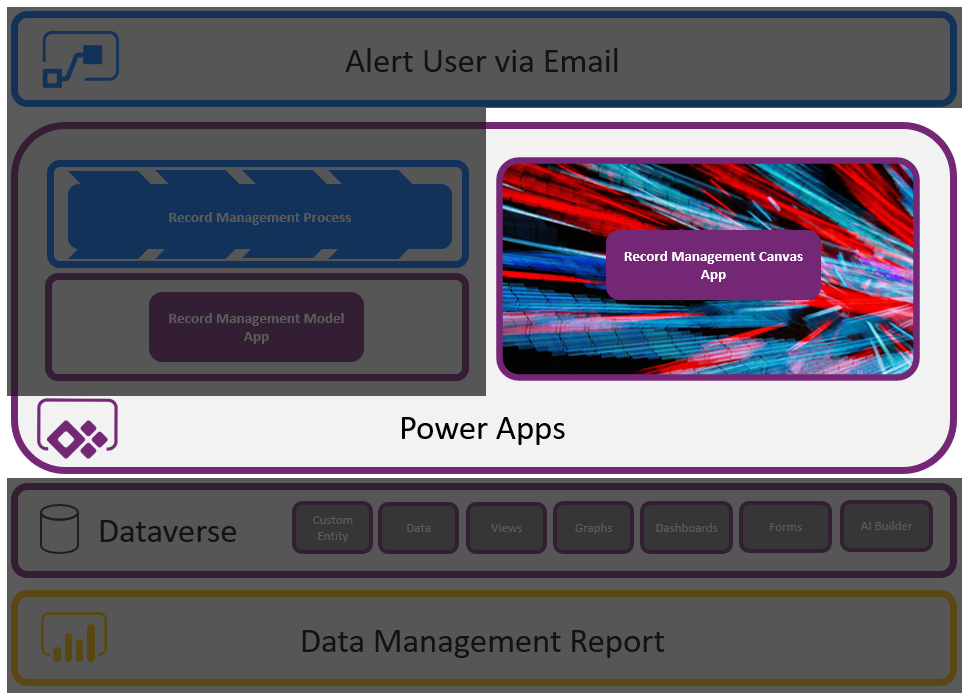 Alert User via Email
Record Management Process
Record Management Canvas
App
Record Management Model
App
Power Apps
Dataverse
Custom
Entity
Data
Views
Graphs
Dashboards
Forms
AI Builder
Data Management Report